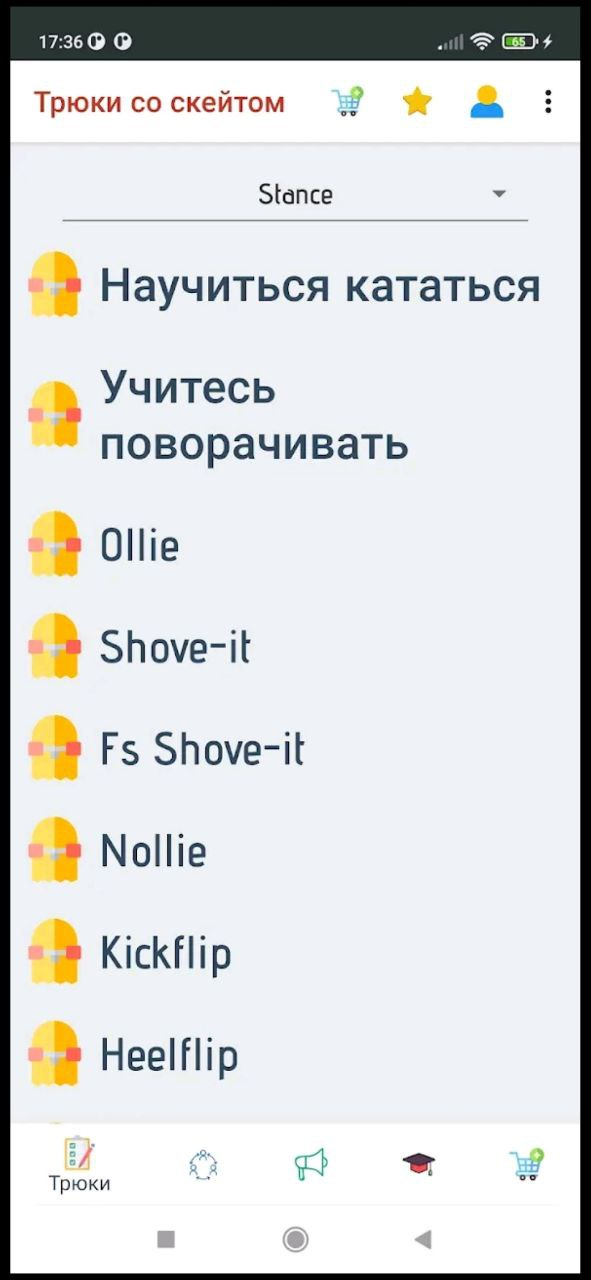 17:36
65
Трюки со скейтом
Stance
Научиться кататься
Учитесь
поворачивать
Ollie
Shove-it
Fs Shove-it
Nollie
Kickflip
Heelflip
Трюки